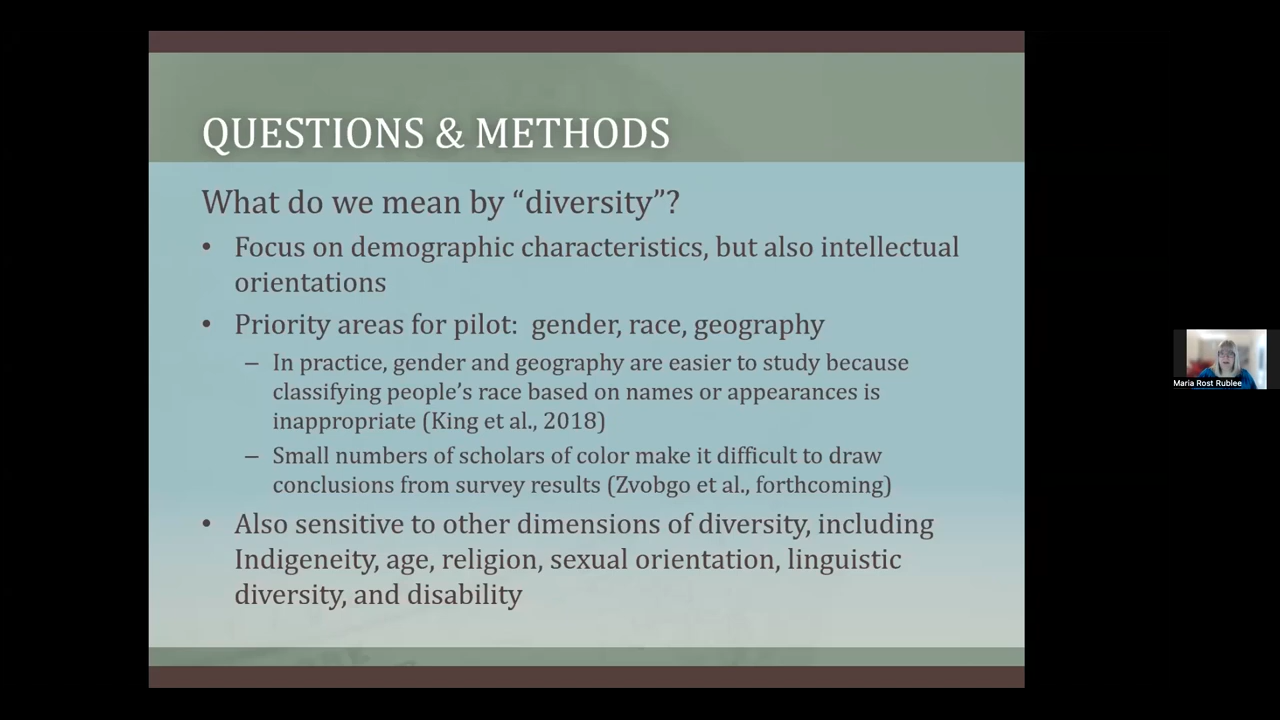 QUESTIONS & METHODS
What do we mean by “diversity”?
• Focus on demographic characteristics, but also intellectual
orientations
• Priority areas for pilot:  gender, race, geography
– In practice, gender and geography are easier to study because
classifying people’s race based on names or appearances is
inappropriate (King et al., 2018)
– Small numbers of scholars of color make it difficult to draw
conclusions from survey results (Zvobgo et al., forthcoming)
• Also sensitive to other dimensions of diversity, including
Indigeneity, age, religion, sexual orientation, linguistic
diversity, and disability
Maria Rost Rublee